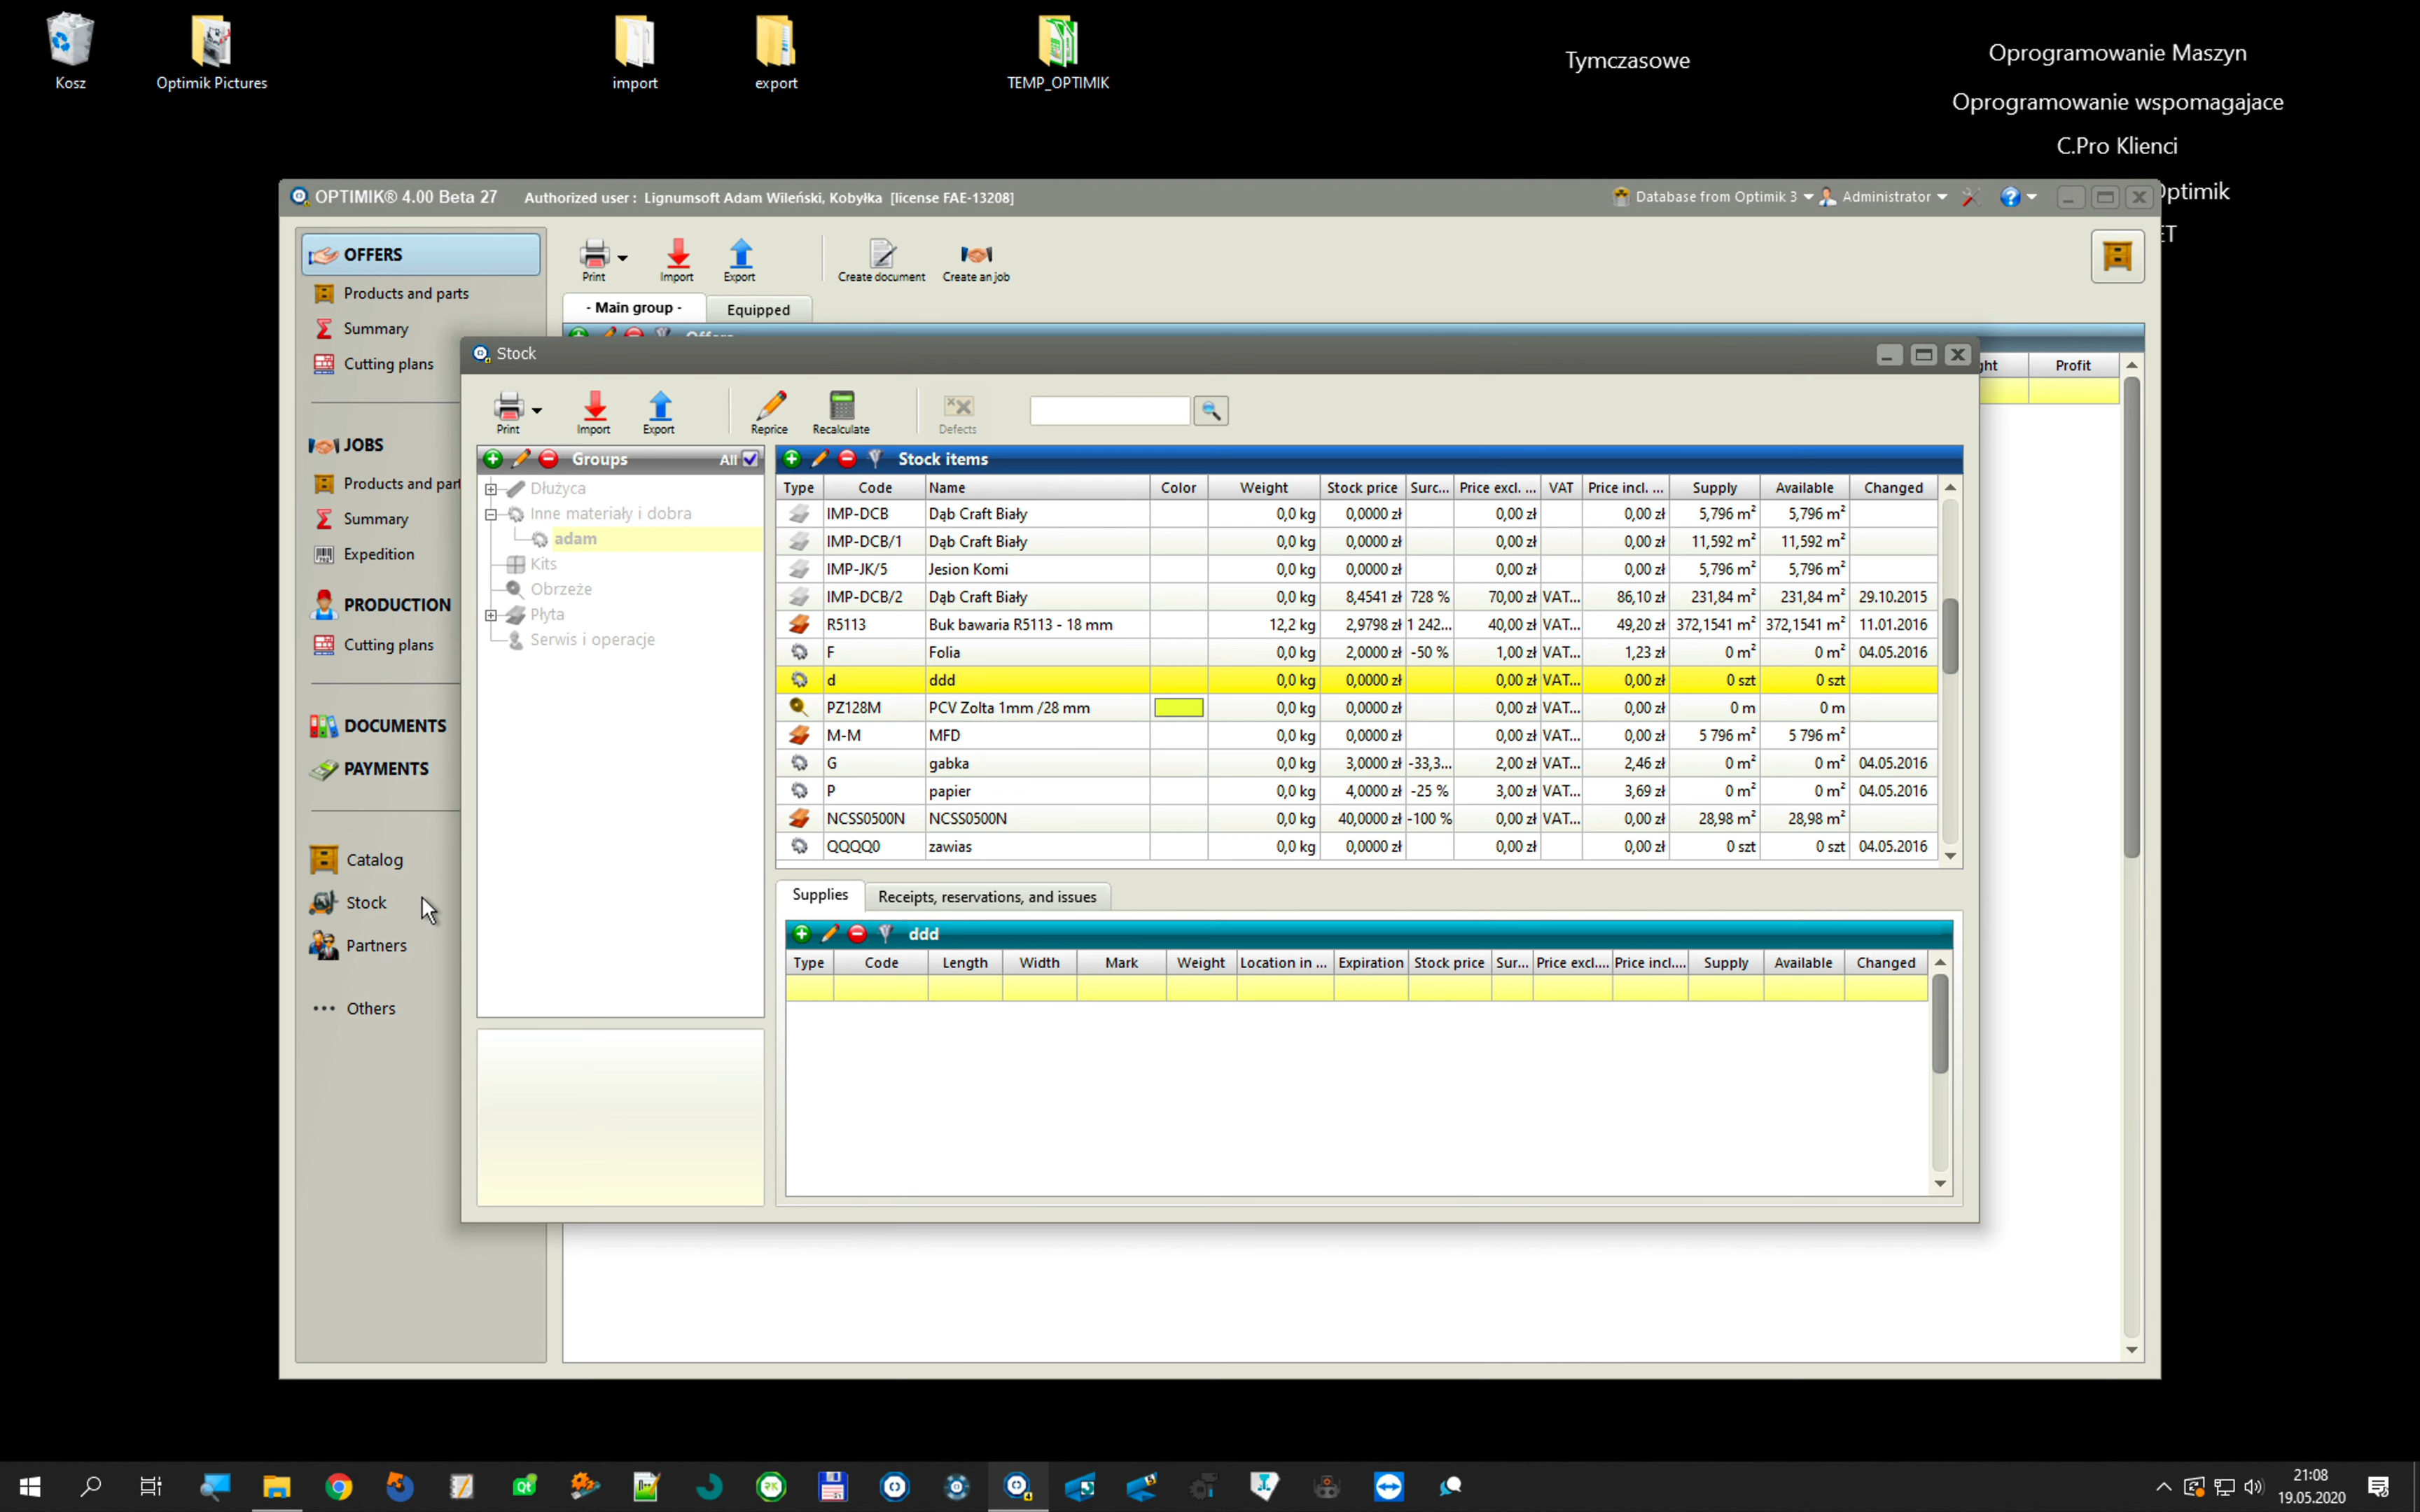 Kosz
Optimik Pictures
import
export
TEMP_OPTIMIK
Tymczasowe
Oprogramowanie Maszyn
Oprogramowanie wspomagajace
C.Pro Klienci
Optimik
ET
OPTIMIK® 4.00 Beta 27
Authorized user : Lignumsoft Adam Wileński, Kobyłka [license FAE-13208]
Database from Optimik 3
Administrator
OFFERS
Products and parts
Summary
Cutting plans
JOBS
Products and part
Summary
Expedition
PRODUCTION
Cutting plans
DOCUMENTS
PAYMENTS
Catalog
Stock
Partners
Others
Print
Import
Export
Create document
Create an job
- Main group -
Equipped
Offers
ght Profit
Stock
Print
Import
Export
Reprice
Recalculate
Defects
Groups All
Dłużyca
Inne materiały i dobra
adam
Kits
Obrzeże
Płyta
Serwis i operacje
Stock items
Type Code Name Color Weight Stock price Surc... Price excl. ... VAT Price incl. ... Supply Available Changed
IMP-DCB Dąb Craft Biały 0,0 kg 0,0000 zł 0,00 zł 0,00 zł 5,796 m² 5,796 m²
IMP-DCB/1 Dąb Craft Biały 0,0 kg 0,0000 zł 0,00 zł 0,00 zł 11,592 m² 11,592 m²
IMP-JK/5 Jesion Komi 0,0 kg 0,0000 zł 0,00 zł 0,00 zł 5,796 m² 5,796 m²
IMP-DCB/2 Dąb Craft Biały 0,0 kg 8,4541 zł 728 % 70,00 zł VAT... 86,10 zł 231,84 m² 231,84 m² 29.10.2015
R5113 Buk bawaria R5113 - 18 mm 12,2 kg 2,9798 zł 1 242... 40,00 zł VAT... 49,20 zł 372,1541 m² 372,1541 m² 11.01.2016
F Folia 0,0 kg 2,0000 zł -50 % 1,00 zł VAT... 1,23 zł 0 m² 0 m² 04.05.2016
d ddd 0,0 kg 0,0000 zł 0,00 zł VAT... 0,00 zł 0 szt 0 szt
PZ128M PCV Zolta 1mm /28 mm 0,0 kg 0,0000 zł 0,00 zł VAT... 0,00 zł 0 m 0 m
M-M MFD 0,0 kg 0,0000 zł 0,00 zł VAT... 0,00 zł 5 796 m² 5 796 m²
G gabka 0,0 kg 3,0000 zł -33,3... 2,00 zł VAT... 2,46 zł 0 m² 0 m² 04.05.2016
P papier 0,0 kg 4,0000 zł -25 % 3,00 zł VAT... 3,69 zł 0 m² 0 m² 04.05.2016
NCSS0500N NCSS0500N 0,0 kg 40,0000 zł -100 % 0,00 zł VAT... 0,00 zł 28,98 m² 28,98 m²
QQQQ0 zawias 0,0 kg 0,0000 zł 0,00 zł 0,00 zł 0 szt 0 szt 04.05.2016
Supplies
Receipts, reservations, and issues
ddd
Type Code Length Width Mark Weight Location in ... Expiration Stock price Sur... Price excl.... Price incl.... Supply Available Changed
21:08
19.05.2020